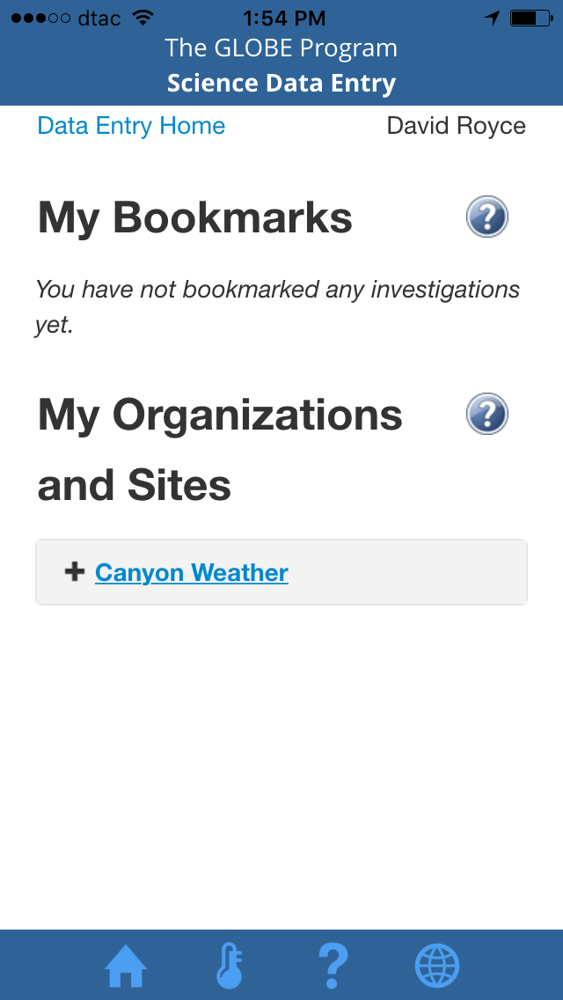 dtac 1:54 PM
The GLOBE Program
Science Data Entry
Data Entry Home David Royce
My Bookmarks ?
You have not bookmarked any investigations
yet.
My Organizations ?
and Sites
Canyon Weather
?